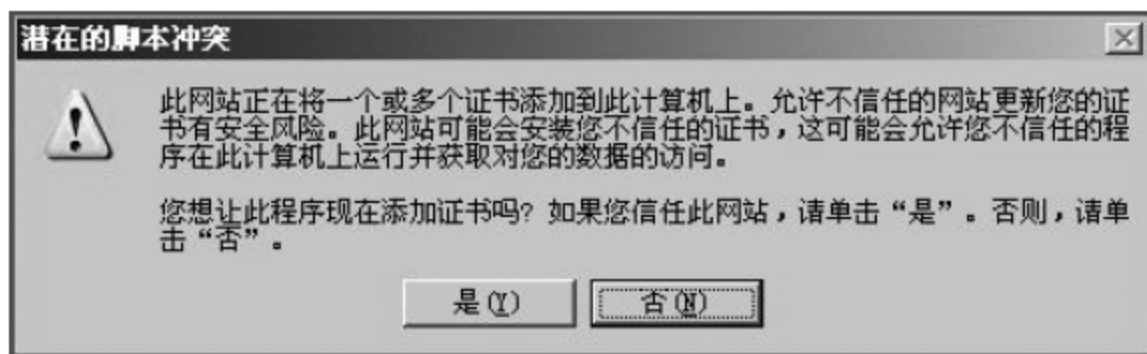 潜在的脚本冲突
此网站正在将一个或多个证书添加到此计算机上。允许不信任的网站更新您的证
书有安全风险。此网站可能会安装您不信任的证书，这可能会允许您不信任的程
序在此计算机上运行并获取对您的数据的访问。
您想让此程序现在添加证书吗？如果您信任此网站，请单击“是”。否则，请单
击“否”。
是(Y)
否(N)